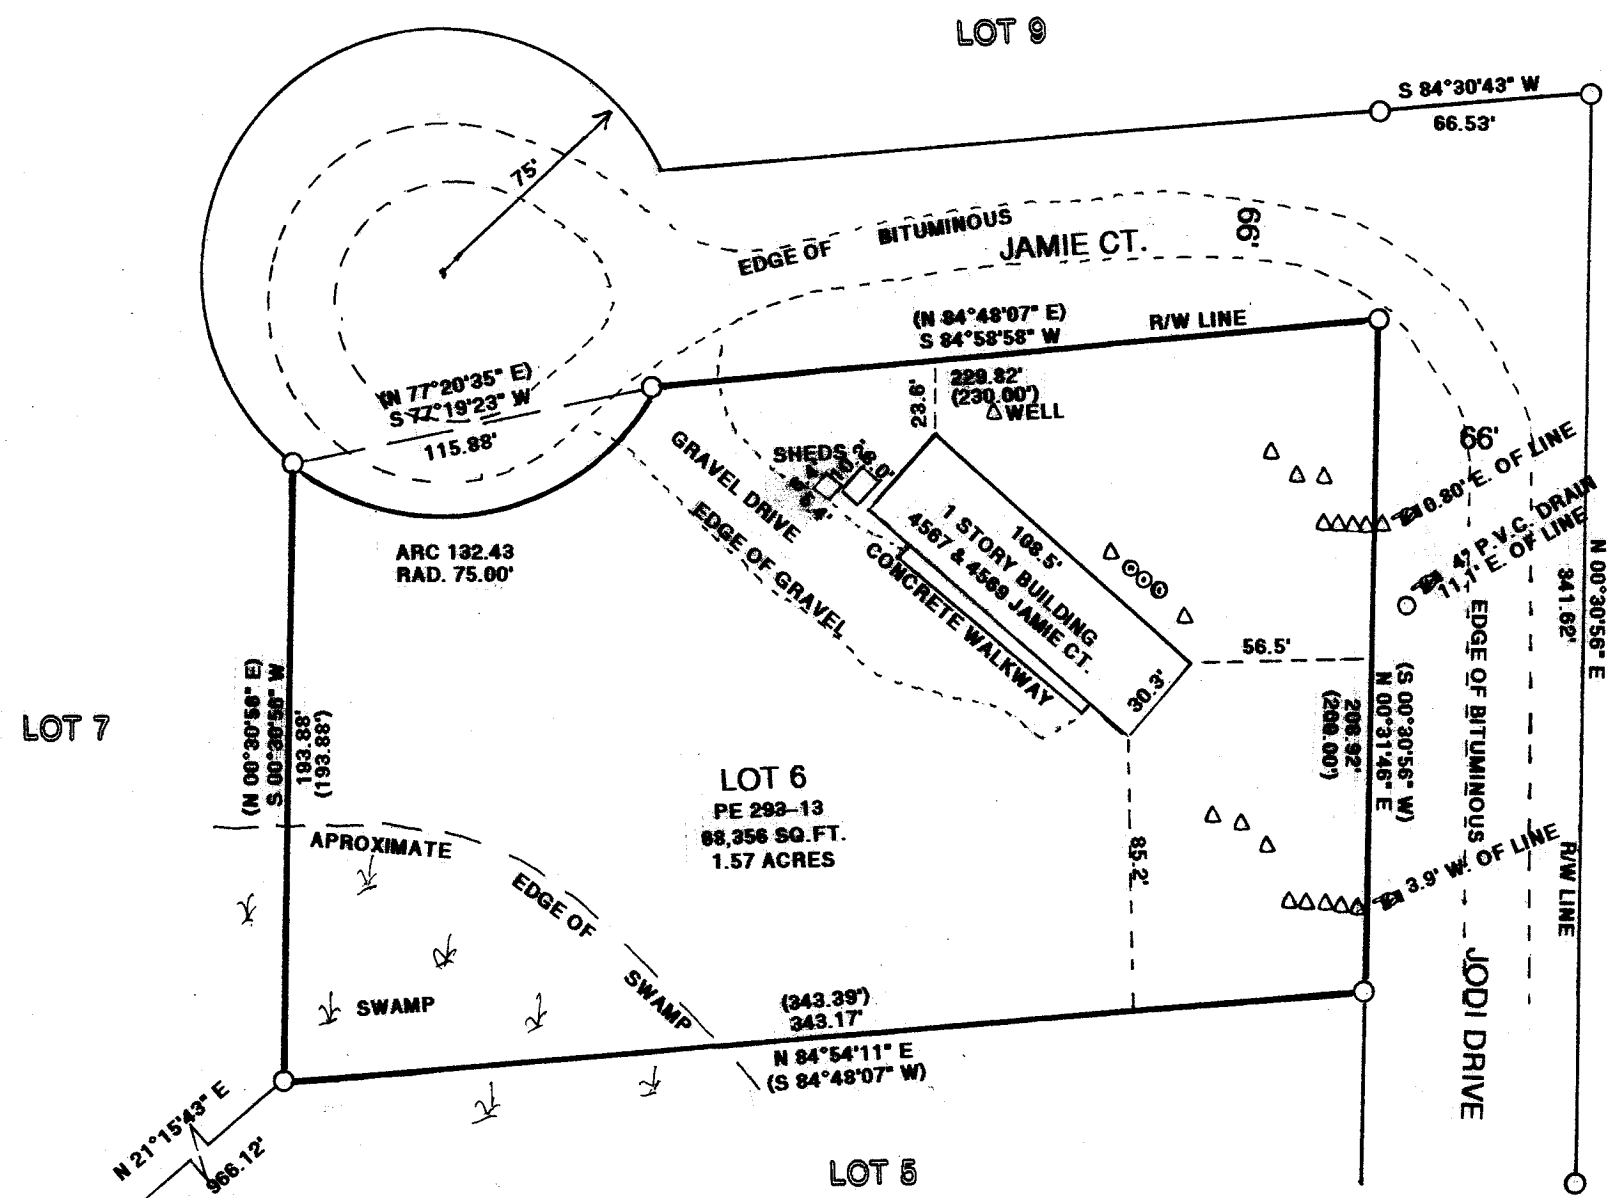 LOT 9
S 84°30'43" W
66.53'
75'
EDGE OF BITUMINOUS
JAMIE CT.
66'
(N 84°48'07" E)
S 84°58'58" W
R/W LINE
229.82'
(230.00')
WELL
23.6'
(N 77°20'35" E)
S 77°19'23" W
115.88'
ARC 132.43
RAD. 75.00'
SHEDS
GRAVEL DRIVE
EDGE OF GRAVEL
CONCRETE WALKWAY
108.5'
1 STORY BUILDING
4567 & 4569 JAMIE CT.
30.3'
56.5'
85.2'
66'
0.80' E. OF LINE
4" P.V.C. DRAIN
11.1' E. OF LINE
N 00°30'56" E
341.62'
EDGE OF BITUMINOUS
(S 00°30'56" W)
N 00°31'46" E
208.92'
(209.00')
3.9' W. OF LINE
R/W LINE
JODI DRIVE
LOT 7
(N 00°30'56" E)
S 00°30'56" W
193.88'
(193.88')
LOT 6
PE 293-13
68,356 SQ.FT.
1.57 ACRES
APROXIMATE
EDGE OF
SWAMP
SWAMP
(343.39')
343.17'
N 84°54'11" E
(S 84°48'07" W)
N 21°15'43" E
966.12'
LOT 5